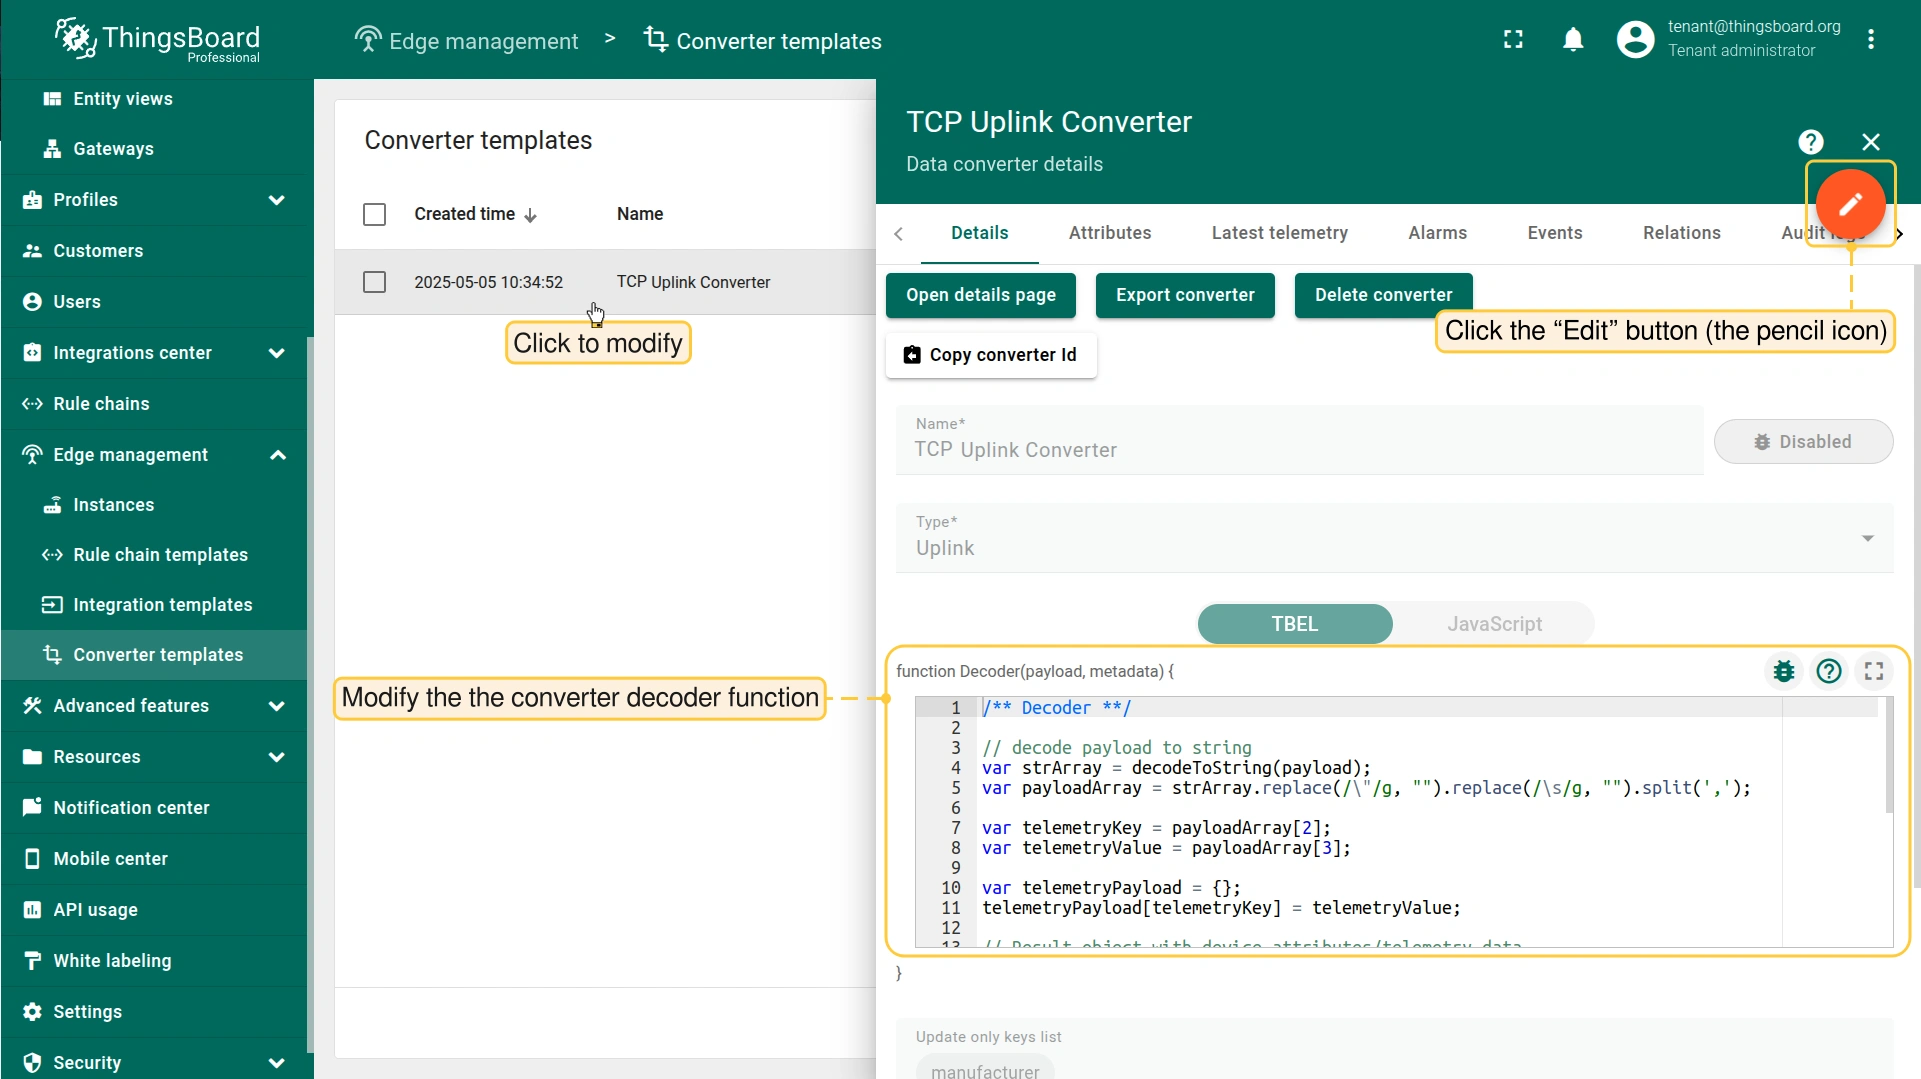 ThingsBoard
Professional
Edge management > Converter templates
tenant@thingsboard.org
Tenant administrator
Entity views
Gateways
Profiles
Customers
Users
Integrations center
Rule chains
Edge management
Instances
Rule chain templates
Integration templates
Converter templates
Advanced features
Resources
Notification center
Mobile center
API usage
White labeling
Settings
Security
Converter templates
Created time Name
2025-05-05 10:34:52 TCP Uplink Converter
Click to modify
Modify the the converter decoder function
TCP Uplink Converter
Data converter details
Details Attributes Latest telemetry Alarms Events Relations Audit logs
Open details page Export converter Delete converter
Click the “Edit” button (the pencil icon)
Copy converter Id
Name*
TCP Uplink Converter
Disabled
Type*
Uplink
TBEL JavaScript
function Decoder(payload, metadata) {
1 /** Decoder **/
2
3 // decode payload to string
4 var strArray = decodeToString(payload);
5 var payloadArray = strArray.replace(/\"/g, "").replace(/\s/g, "").split(',');
6
7 var telemetryKey = payloadArray[2];
8 var telemetryValue = payloadArray[3];
9
10 var telemetryPayload = {};
11 telemetryPayload[telemetryKey] = telemetryValue;
12
13 // Result object with device attributes/telemetry data
}
Update only keys list
manufacturer